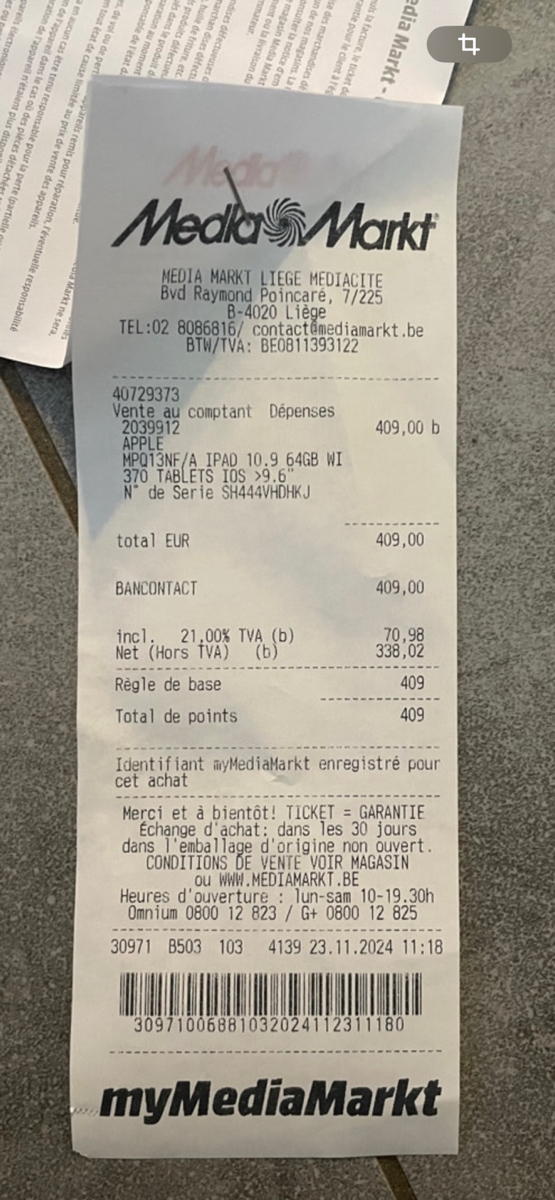 Media Markt
MEDIA MARKT LIEGE MEDIACITE
Bvd Raymond Poincaré, 7/225
B-4020 Liège
TEL:02 8086816/ contact@mediamarkt.be
BTW/TVA: BE0811393122
40729373
Vente au comptant Dépenses
2039912 409,00 b
APPLE
MPQ13NF/A IPAD 10.9 64GB WI
370 TABLETS IOS >9.6"
N° de Serie SH444VHDHKJ
total EUR 409,00
BANCONTACT 409,00
incl. 21,00% TVA (b) 70,98
Net (Hors TVA) (b) 338,02
Règle de base 409
Total de points 409
Identifiant myMediaMarkt enregistré pour
cet achat
Merci et à bientôt! TICKET = GARANTIE
Échange d'achat: dans les 30 jours
dans l'emballage d'origine non ouvert.
CONDITIONS DE VENTE VOIR MAGASIN
ou WWW.MEDIAMARKT.BE
Heures d'ouverture : lun-sam 10-19.30h
Omnium 0800 12 823 / G+ 0800 12 825
30971 B503 103 4139 23.11.2024 11:18
3097100688103202411231118​0
myMediaMarkt